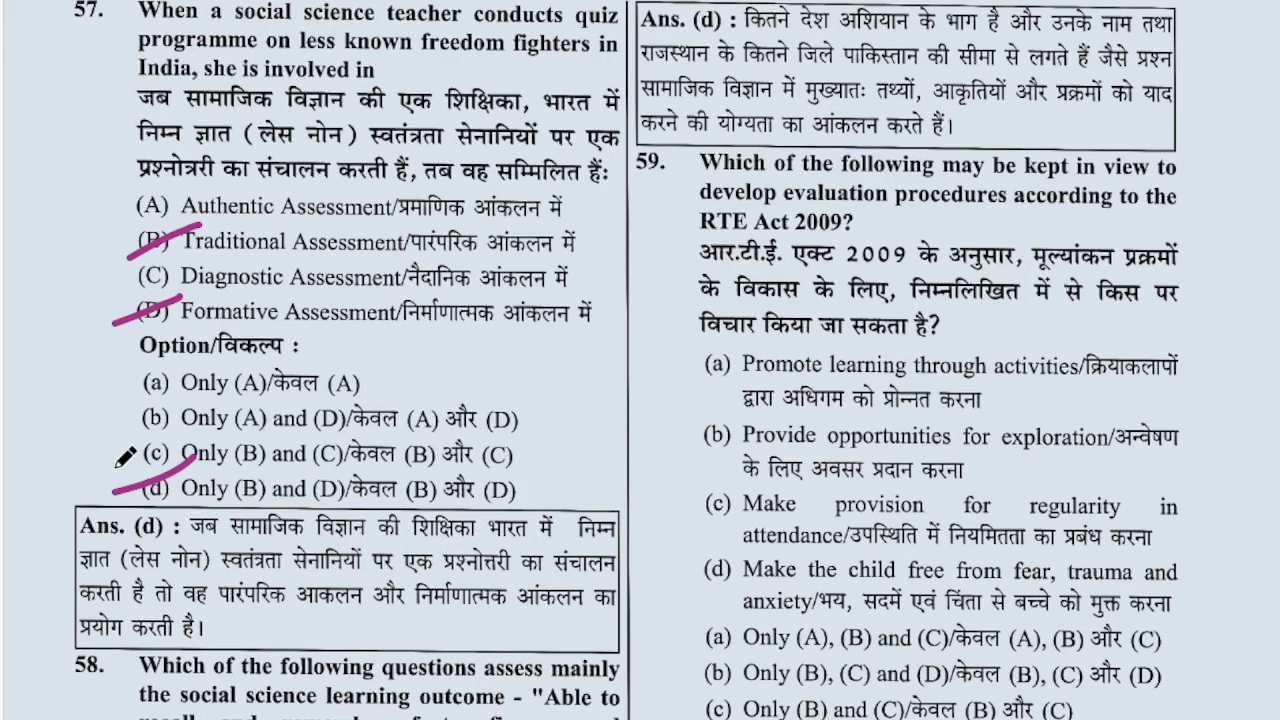 57. When a social science teacher conducts quiz
programme on less known freedom fighters in
India, she is involved in
जब सामाजिक विज्ञान की एक शिक्षिका, भारत में
निम्न ज्ञात (लेस नोन) स्वतंत्रता सेनानियों पर एक
प्रश्नोत्तरी का संचालन करती हैं, तब वह सम्मिलित हैंः
(A) Authentic Assessment/प्रमाणिक आंकलन में
(B) Traditional Assessment/पारंपरिक आंकलन में
(C) Diagnostic Assessment/नैदानिक आंकलन में
(D) Formative Assessment/निर्माणात्मक आंकलन में
Option/विकल्प :
(a) Only (A)/केवल (A)
(b) Only (A) and (D)/केवल (A) और (D)
(c) Only (B) and (C)/केवल (B) और (C)
(d) Only (B) and (D)/केवल (B) और (D)
Ans. (d) : जब सामाजिक विज्ञान की शिक्षिका भारत में निम्न
ज्ञात (लेस नोन) स्वतंत्रता सेनानियों पर एक प्रश्नोत्तरी का संचालन
करती है तो वह पारंपरिक आकलन और निर्माणात्मक आंकलन का
प्रयोग करती है।
58. Which of the following questions assess mainly
the social science learning outcome - "Able to
Ans. (d) : कितने देश अशियान के भाग है और उनके नाम तथा
राजस्थान के कितने जिले पाकिस्तान की सीमा से लगते हैं जैसे प्रश्न
सामाजिक विज्ञान में मुख्यातः तथ्यों, आकृतियों और प्रक्रमों को याद
करने की योग्यता का आंकलन करते हैं।
59. Which of the following may be kept in view to
develop evaluation procedures according to the
RTE Act 2009?
आर.टी.ई. एक्ट 2009 के अनुसार, मूल्यांकन प्रक्रमों
के विकास के लिए, निम्नलिखित में से किस पर
विचार किया जा सकता है?
(a) Promote learning through activities/क्रियाकलापों
द्वारा अधिगम को प्रोन्नत करना
(b) Provide opportunities for exploration/अन्वेषण
के लिए अवसर प्रदान करना
(c) Make provision for regularity in
attendance/उपस्थिति में नियमितता का प्रबंध करना
(d) Make the child free from fear, trauma and
anxiety/भय, सदमें एवं चिंता से बच्चे को मुक्त करना
(a) Only (A), (B) and (C)/केवल (A), (B) और (C)
(b) Only (B), (C) and (D)/केवल (B), (C) और (D)
(c) Only (B) and (C)/केवल (B) और (C)